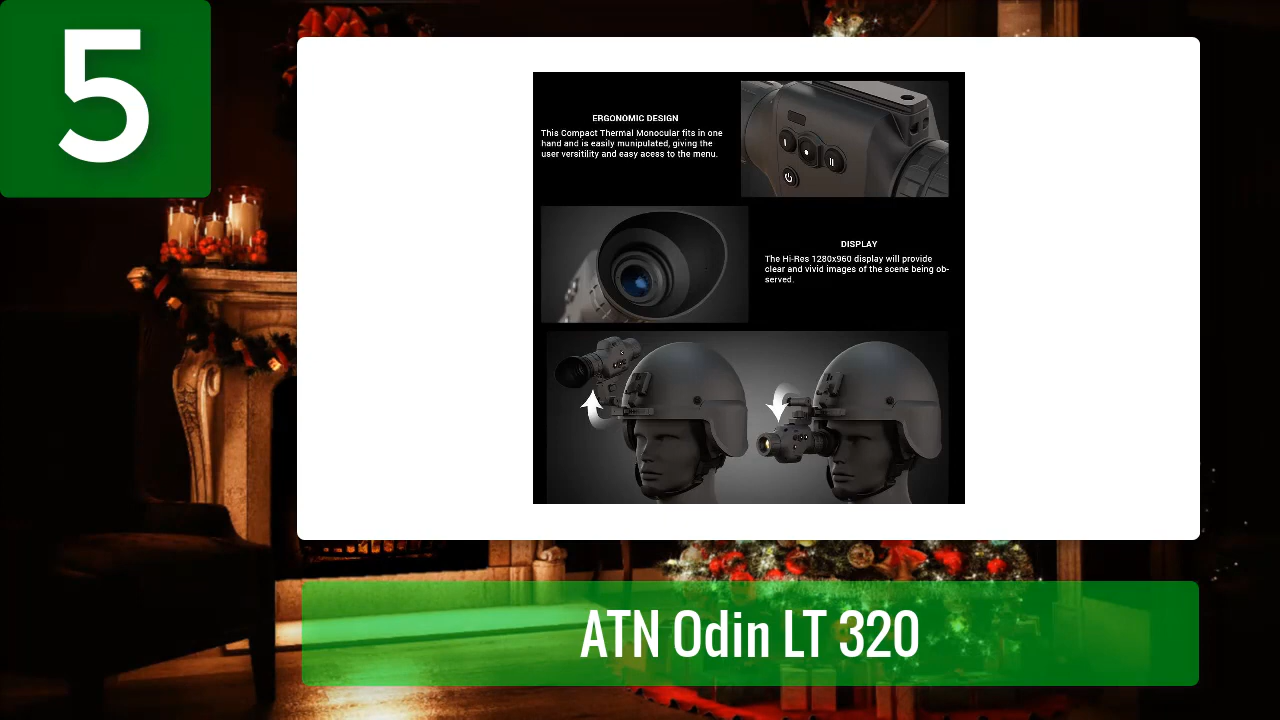 5
ERGONOMIC DESIGN
This Compact Thermal Monocular fits in one
hand and is easily munipulated, giving the
user versitility and easy acess to the menu.
DISPLAY
The Hi-Res 1280x960 display will provide
clear and vivid images of the scene being ob-
served.
ATN Odin LT 320